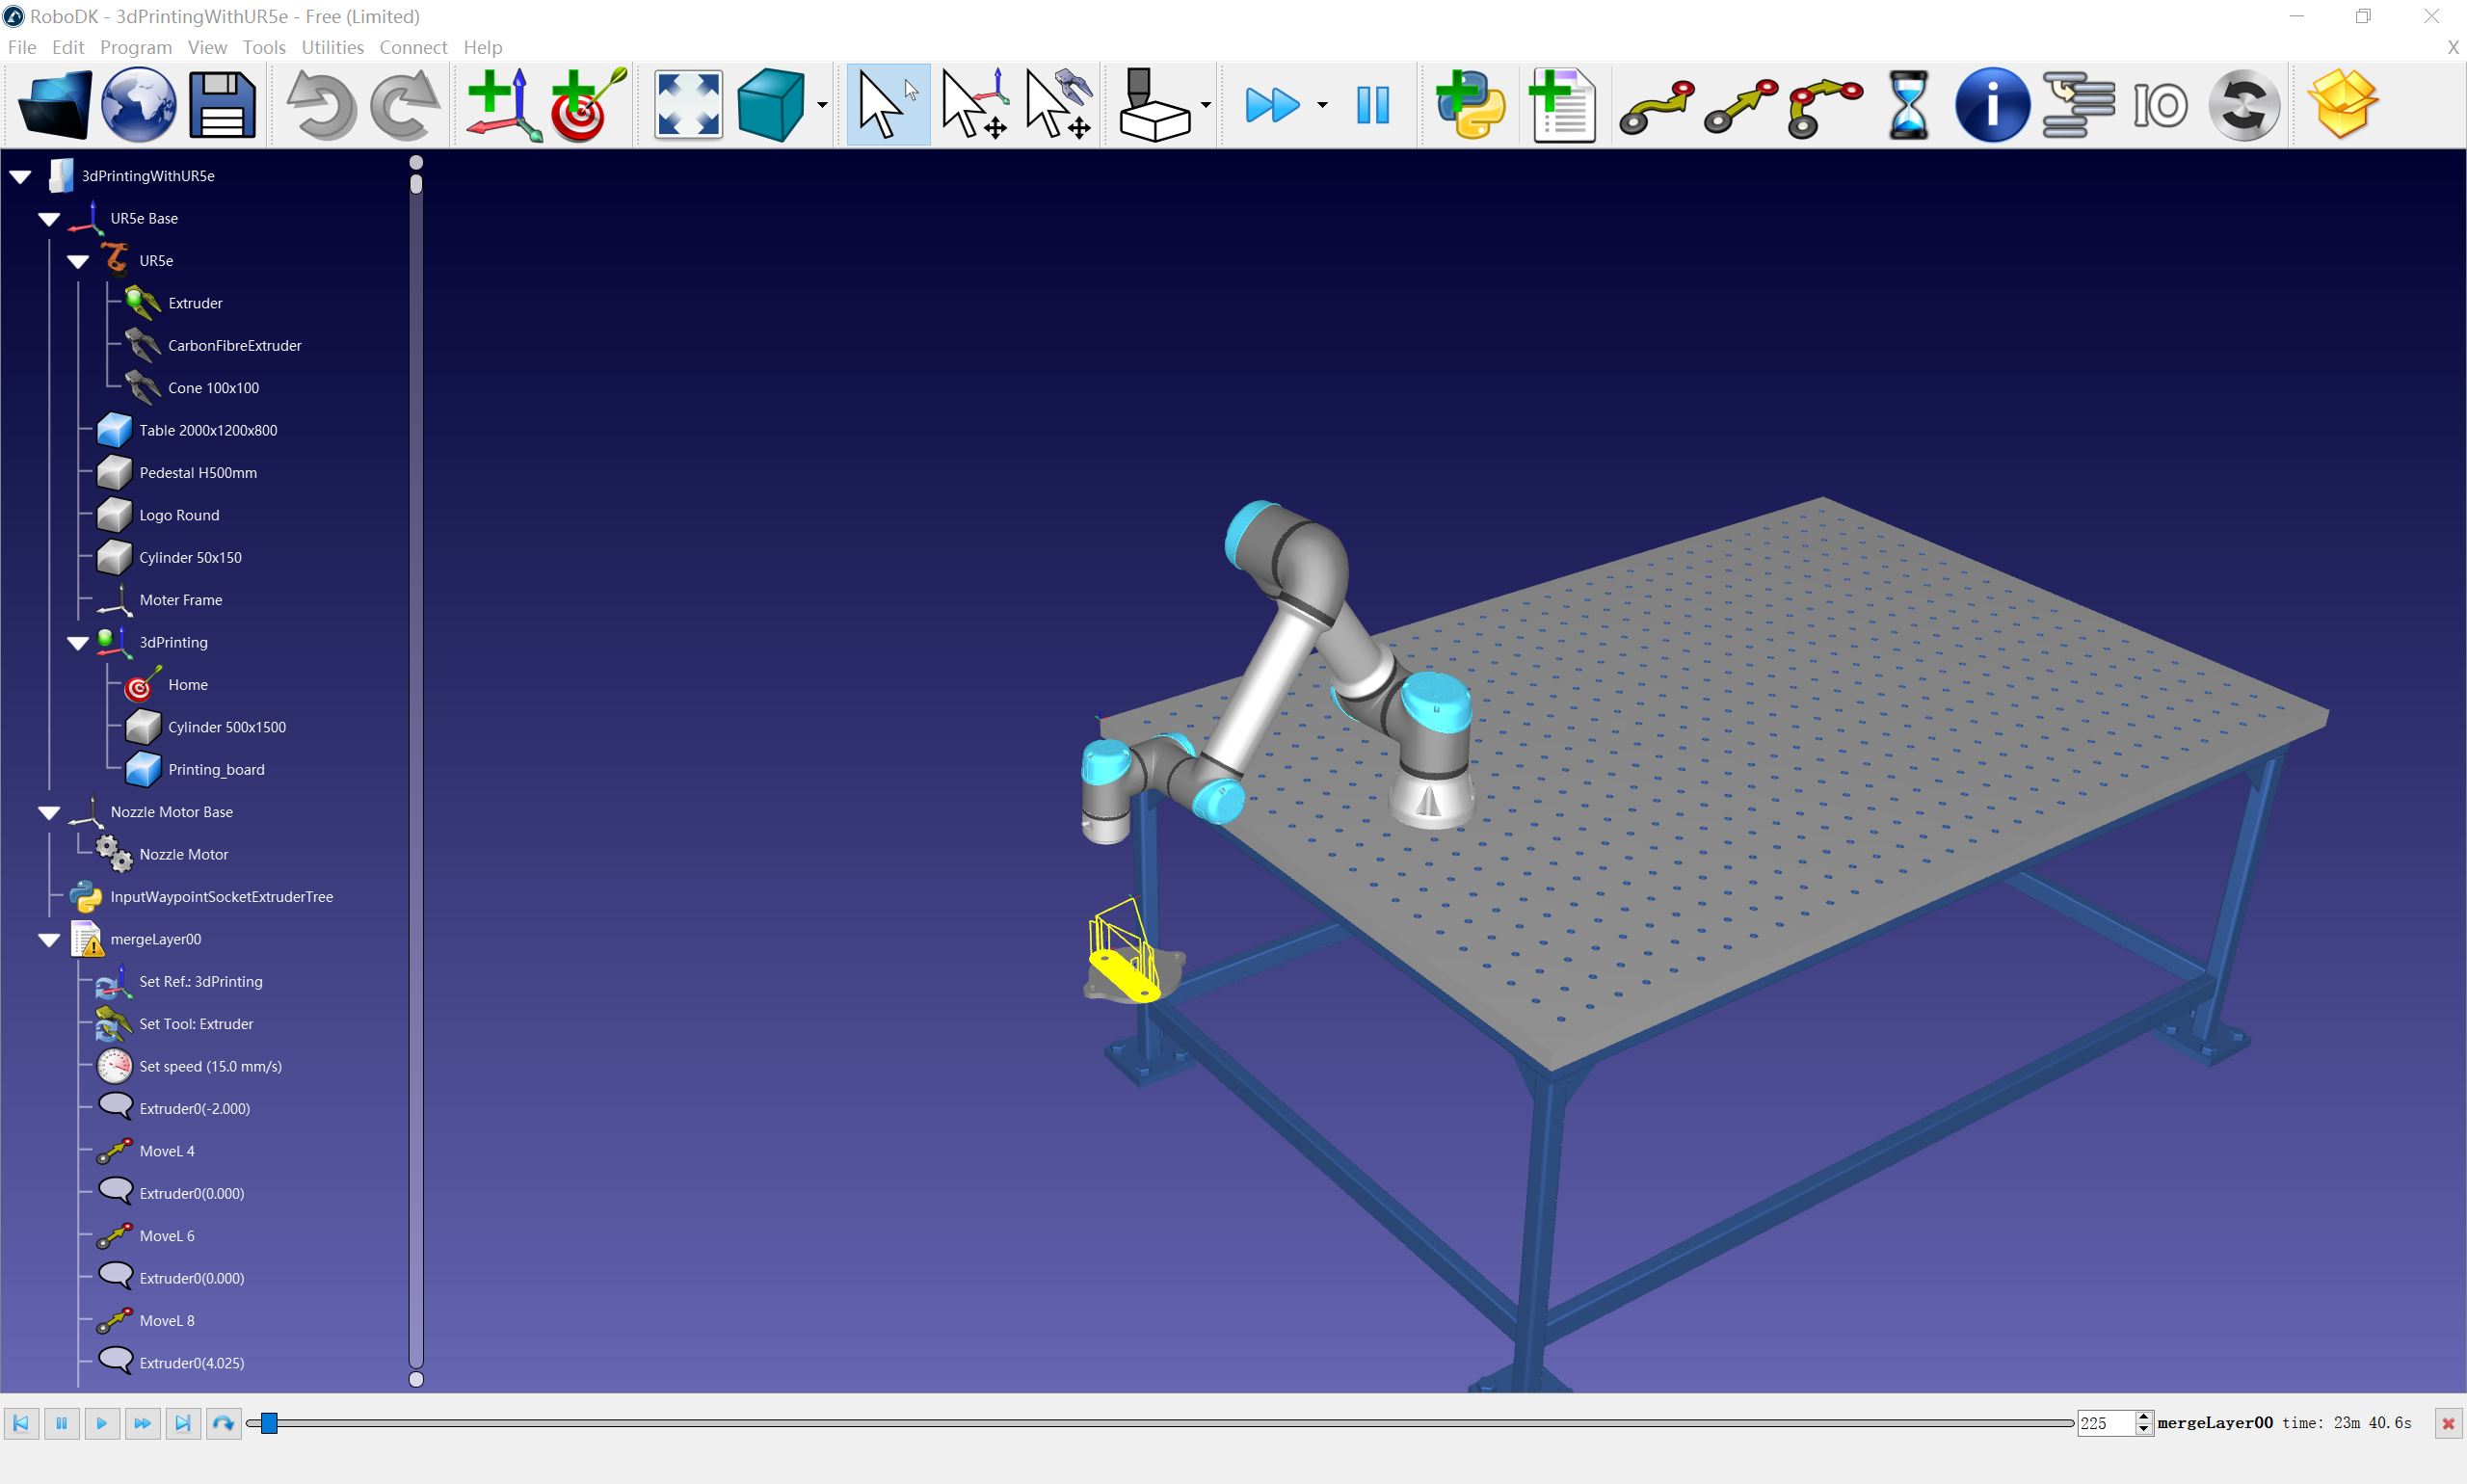 RoboDK - 3dPrintingWithUR5e - Free (Limited)
File Edit Program View Tools Utilities Connect Help X
IO
3dPrintingWithUR5e
UR5e Base
UR5e
Extruder
CarbonFibreExtruder
Cone 100x100
Table 2000x1200x800
Pedestal H500mm
Logo Round
Cylinder 50x150
Moter Frame
3dPrinting
Home
Cylinder 500x1500
Printing_board
Nozzle Motor Base
Nozzle Motor
InputWaypointSocketExtruderTree
mergeLayer00
Set Ref.: 3dPrinting
Set Tool: Extruder
Set speed (15.0 mm/s)
Extruder0(-2.000)
MoveL 4
Extruder0(0.000)
MoveL 6
Extruder0(0.000)
MoveL 8
Extruder0(4.025)
225 mergeLayer00 time: 23m 40.6s